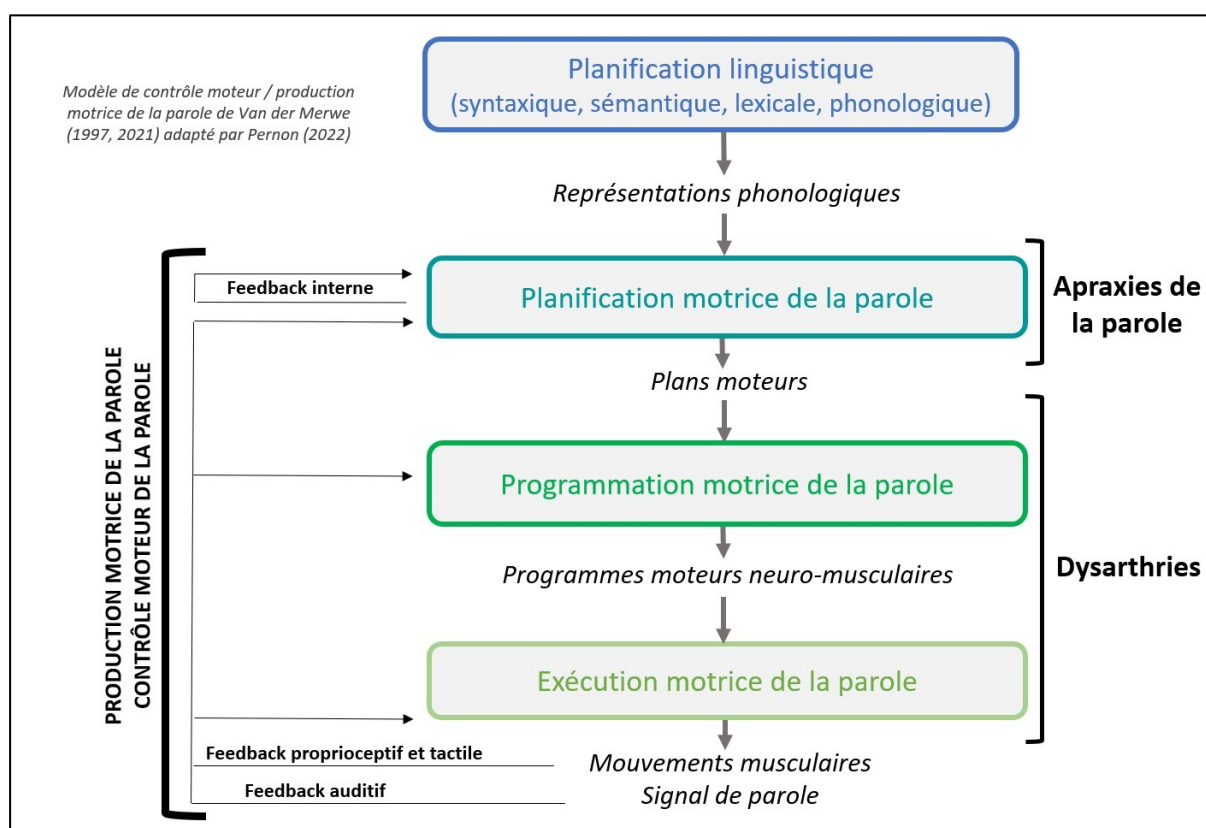 Planification linguistique
(syntaxique, sémantique, lexicale, phonologique)
Modèle de contrôle moteur / production
motrice de la parole de Van der Merwe
(1997, 2021) adapté par Pernon (2022)
Représentations phonologiques
Feedback interne
Planification motrice de la parole
Apraxies de
la parole
Plans moteurs
PRODUCTION MOTRICE DE LA PAROLE
CONTRÔLE MOTEUR DE LA PAROLE
Programmation motrice de la parole
Programmes moteurs neuro-musculaires
Dysarthries
Exécution motrice de la parole
Feedback proprioceptif et tactile
Mouvements musculaires
Feedback auditif
Signal de parole